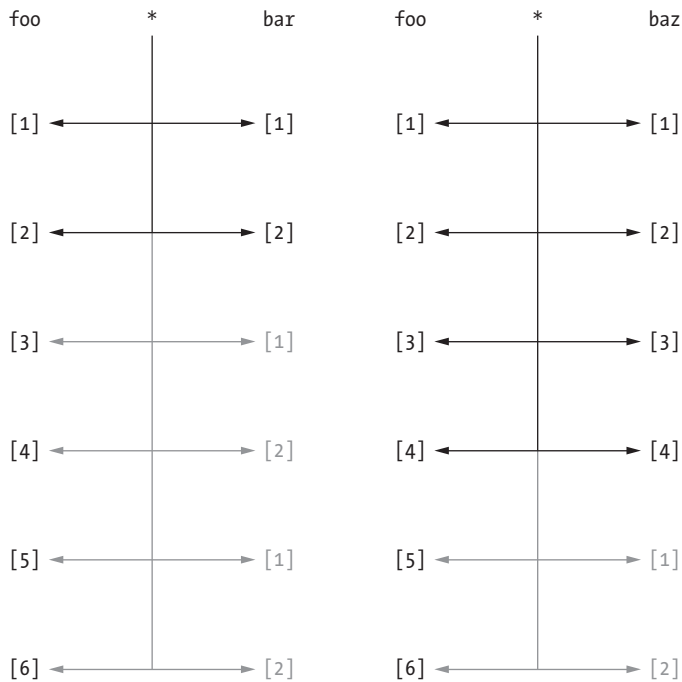 foo * bar foo * baz
[1] [1] [1] [1]
[2] [2] [2] [2]
[3] [1] [3] [3]
[4] [2] [4] [4]
[5] [1] [5] [1]
[6] [2] [6] [2]